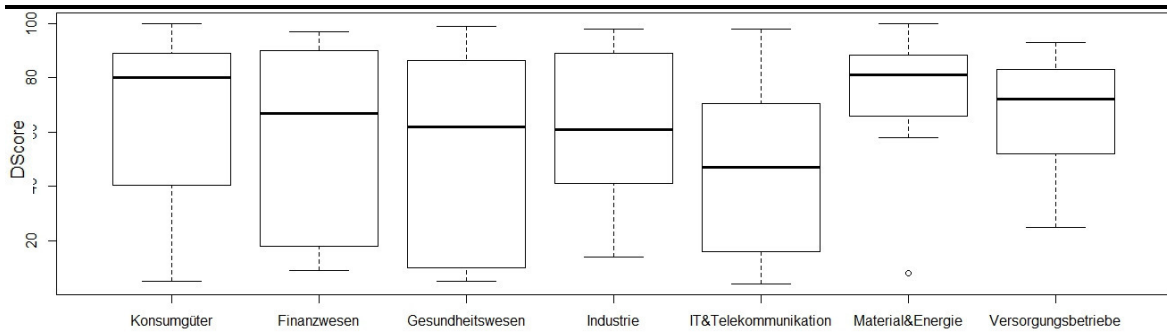 DScore
100
80
20
Konsumgüter Finanzwesen Gesundheitswesen Industrie IT&Telekommunikation Material&Energie Versorgungsbetriebe